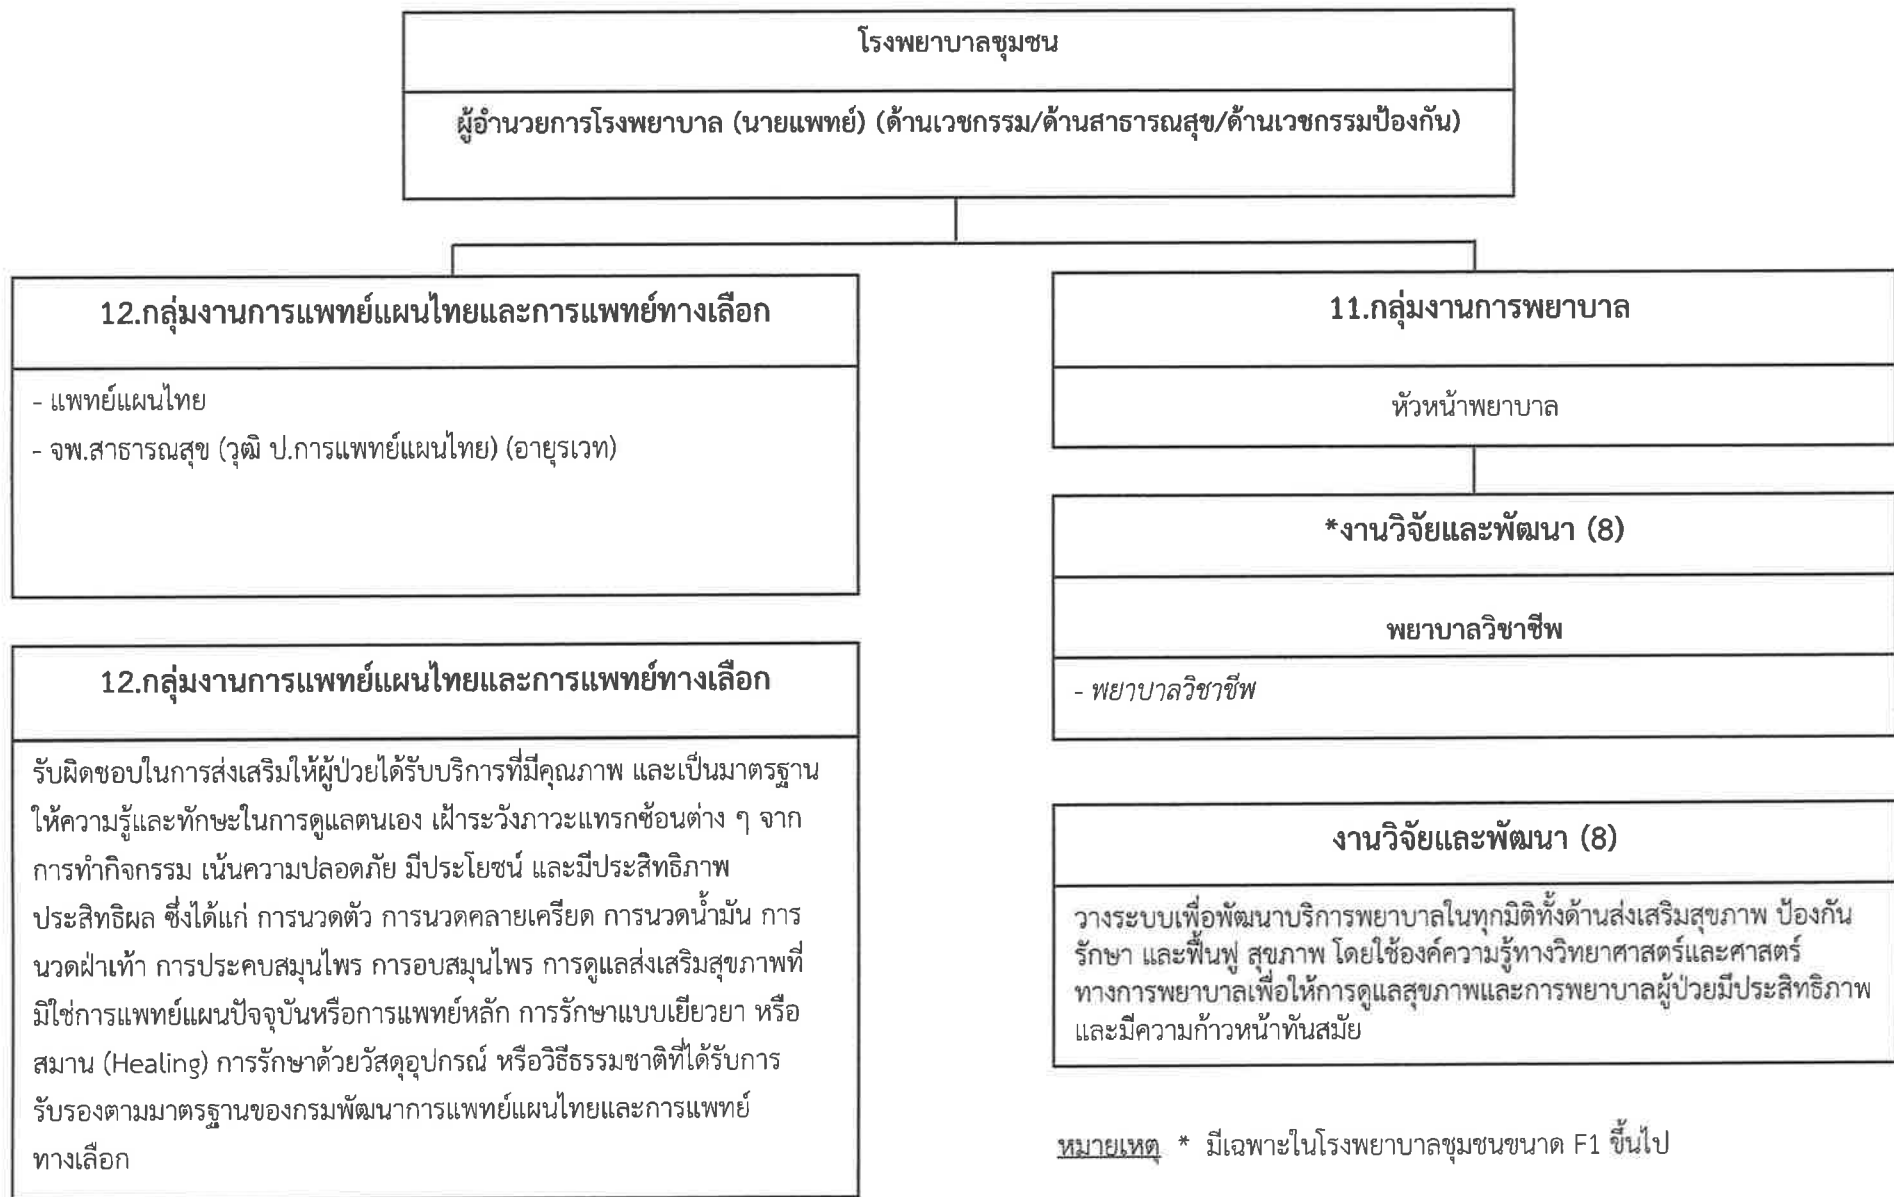 โรงพยาบาลชุมชน
ผู้อำนวยการโรงพยาบาล (นายแพทย์) (ด้านเวชกรรม/ด้านสาธารณสุข/ด้านเวชกรรมป้องกัน)
12.กลุ่มงานการแพทย์แผนไทยและการแพทย์ทางเลือก
- แพทย์แผนไทย
- จพ.สาธารณสุข (วุฒิ ป.การแพทย์แผนไทย) (อายุรเวท)
12.กลุ่มงานการแพทย์แผนไทยและการแพทย์ทางเลือก
รับผิดชอบในการส่งเสริมให้ผู้ป่วยได้รับบริการที่มีคุณภาพ และเป็นมาตรฐาน
ให้ความรู้และทักษะในการดูแลตนเอง เฝ้าระวังภาวะแทรกซ้อนต่าง ๆ จาก
การทำกิจกรรม เน้นความปลอดภัย มีประโยชน์ และมีประสิทธิภาพ
ประสิทธิผล ซึ่งได้แก่ การนวดตัว การนวดคลายเครียด การนวดน้ำมัน การ
นวดฝ่าเท้า การประคบสมุนไพร การอบสมุนไพร การดูแลส่งเสริมสุขภาพที่
มิใช่การแพทย์แผนปัจจุบันหรือการแพทย์หลัก การรักษาแบบเยียวยา หรือ
สมาน (Healing) การรักษาด้วยวัสดุอุปกรณ์ หรือวิธีธรรมชาติที่ได้รับการ
รับรองตามมาตรฐานของกรมพัฒนาการแพทย์แผนไทยและการแพทย์
ทางเลือก
11.กลุ่มงานการพยาบาล
หัวหน้าพยาบาล
*งานวิจัยและพัฒนา (8)
พยาบาลวิชาชีพ
- พยาบาลวิชาชีพ
งานวิจัยและพัฒนา (8)
วางระบบเพื่อพัฒนาบริการพยาบาลในทุกมิติทั้งด้านส่งเสริมสุขภาพ ป้องกัน
รักษา และฟื้นฟู สุขภาพ โดยใช้องค์ความรู้ทางวิทยาศาสตร์และศาสตร์
ทางการพยาบาลเพื่อให้การดูแลสุขภาพและการพยาบาลผู้ป่วยมีประสิทธิภาพ
และมีความก้าวหน้าทันสมัย
หมายเหตุ * มีเฉพาะในโรงพยาบาลชุมชนขนาด F1 ขึ้นไป